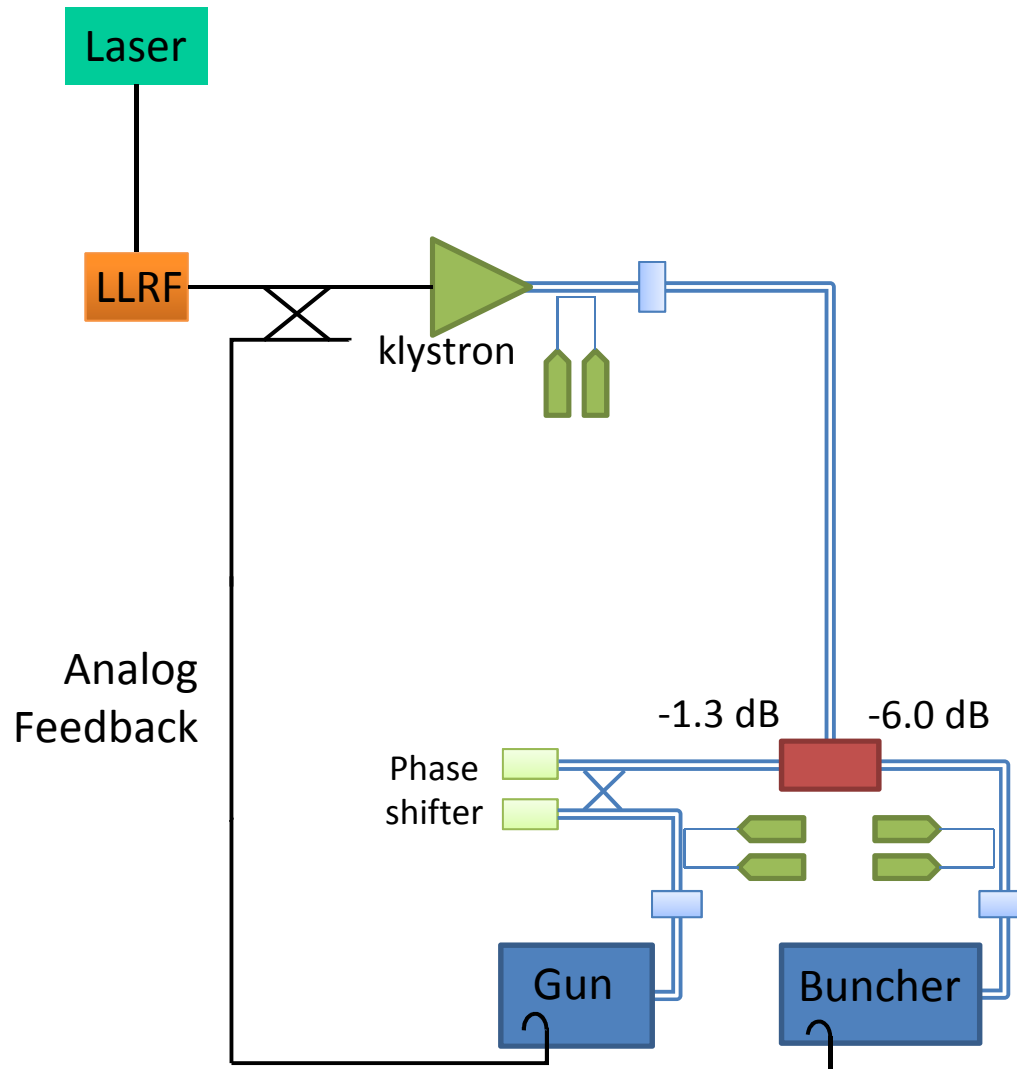 Laser
LLRF
klystron
Analog
Feedback
-1.3 dB
-6.0 dB
Phase
shifter
Gun
Buncher